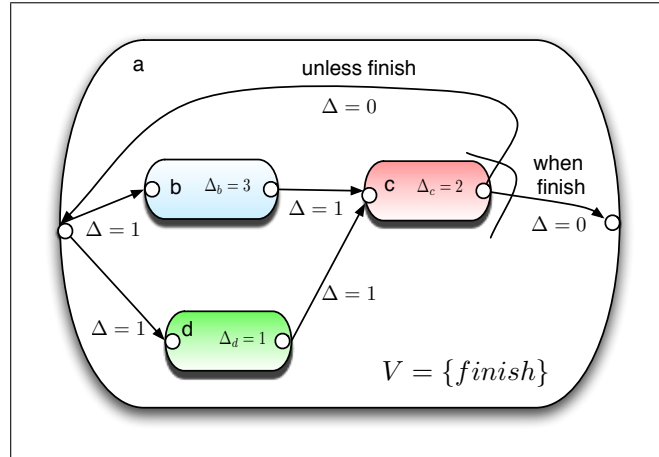 a
unless finish
Δ = 0
when
finish
b Δ_b = 3
c Δ_c = 2
Δ = 1
Δ = 1
Δ = 0
Δ = 1
Δ = 1
d Δ_d = 1
V = {finish}